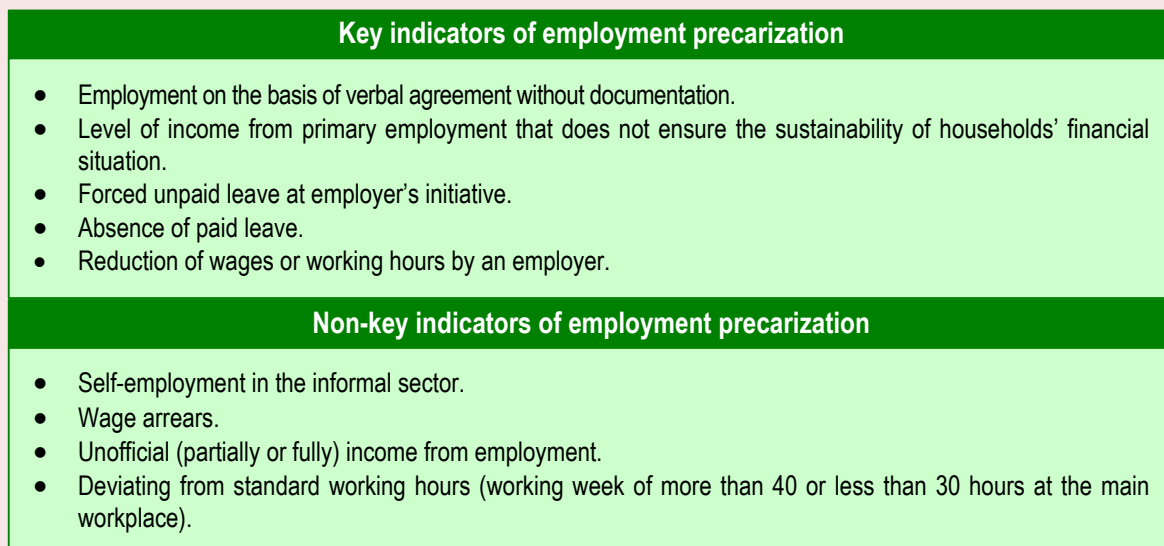 Key indicators of employment precarization
• Employment on the basis of verbal agreement without documentation.
• Level of income from primary employment that does not ensure the sustainability of households’ financial
situation.
• Forced unpaid leave at employer’s initiative.
• Absence of paid leave.
• Reduction of wages or working hours by an employer.
Non-key indicators of employment precarization
• Self-employment in the informal sector.
• Wage arrears.
• Unofficial (partially or fully) income from employment.
• Deviating from standard working hours (working week of more than 40 or less than 30 hours at the main
workplace).